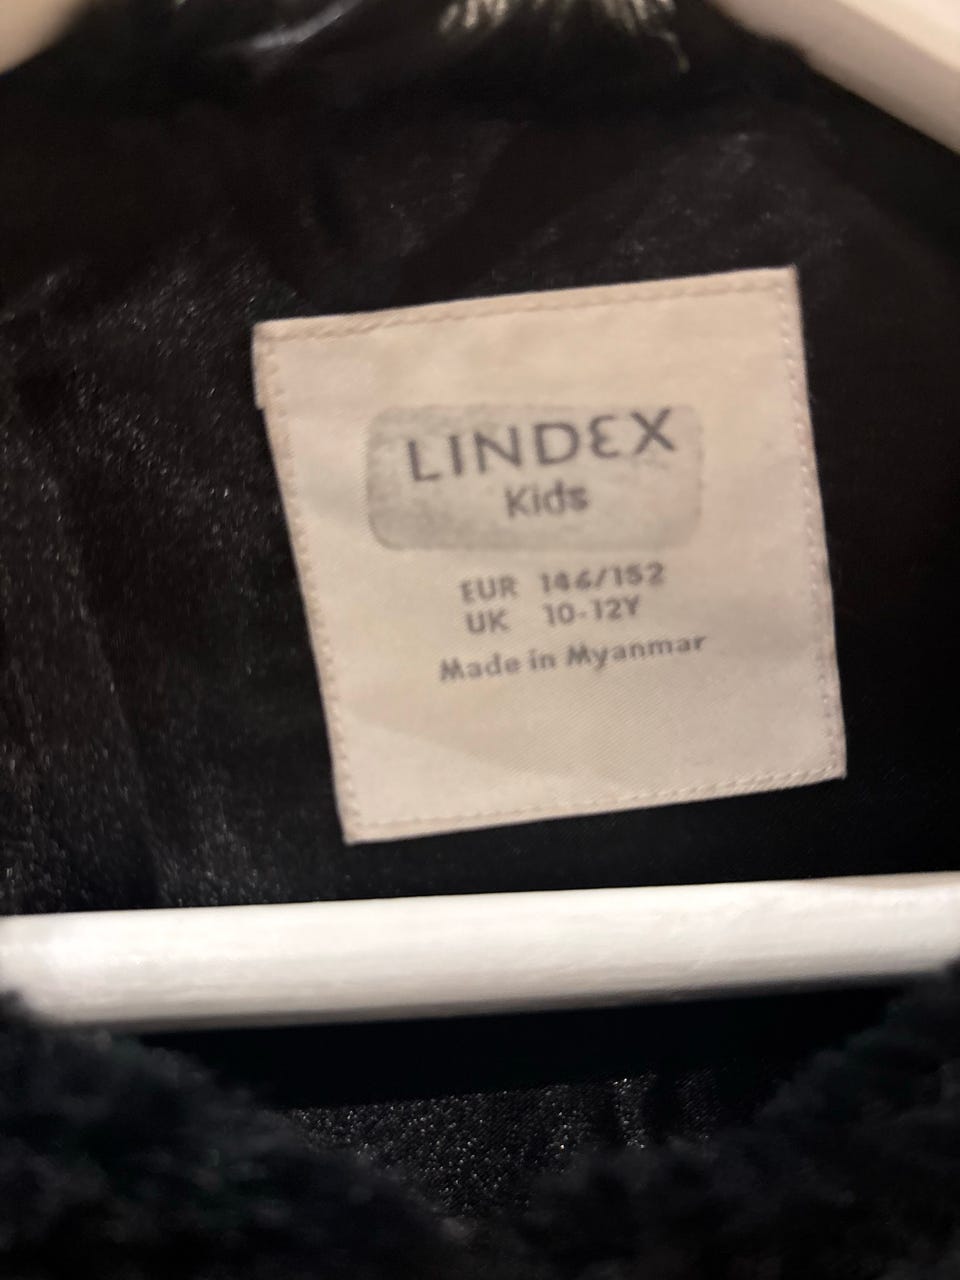 LINDEX
Kids
EUR 146/152
UK 10-12Y
Made in Myanmar